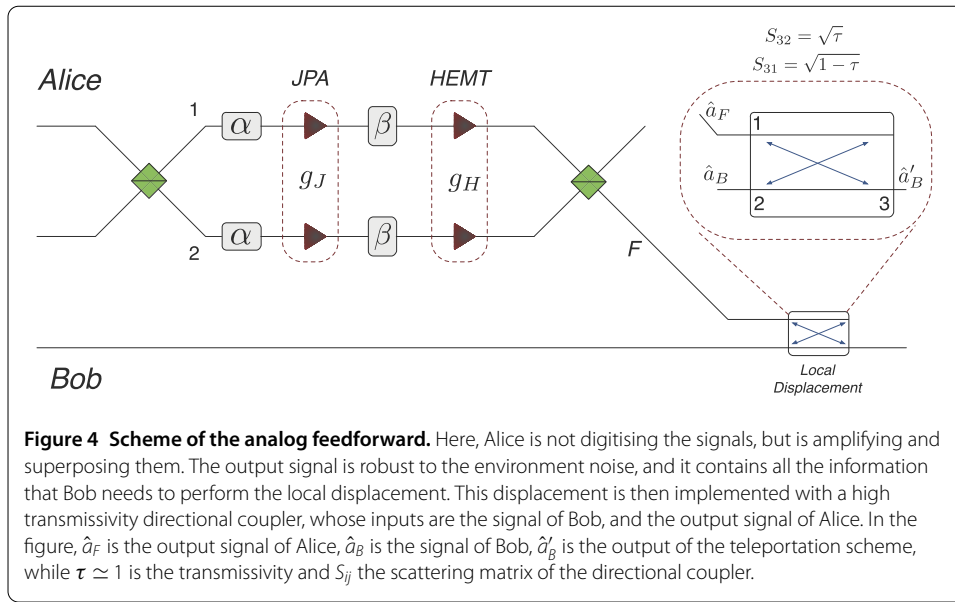 Alice
JPA
HEMT
S₃₂ = √τ
S₃₁ = √1 − τ
1
α
β
g_J
g_H
2
α
β
F
â_F
1
â_B
â′_B
2
3
Bob
Local
Displacement
Figure 4 Scheme of the analog feedforward. Here, Alice is not digitising the signals, but is amplifying and
superposing them. The output signal is robust to the environment noise, and it contains all the information
that Bob needs to perform the local displacement. This displacement is then implemented with a high
transmissivity directional coupler, whose inputs are the signal of Bob, and the output signal of Alice. In the
figure, â_F is the output signal of Alice, â_B is the signal of Bob, â′_B is the output of the teleportation scheme,
while τ ≃ 1 is the transmissivity and S_ij the scattering matrix of the directional coupler.